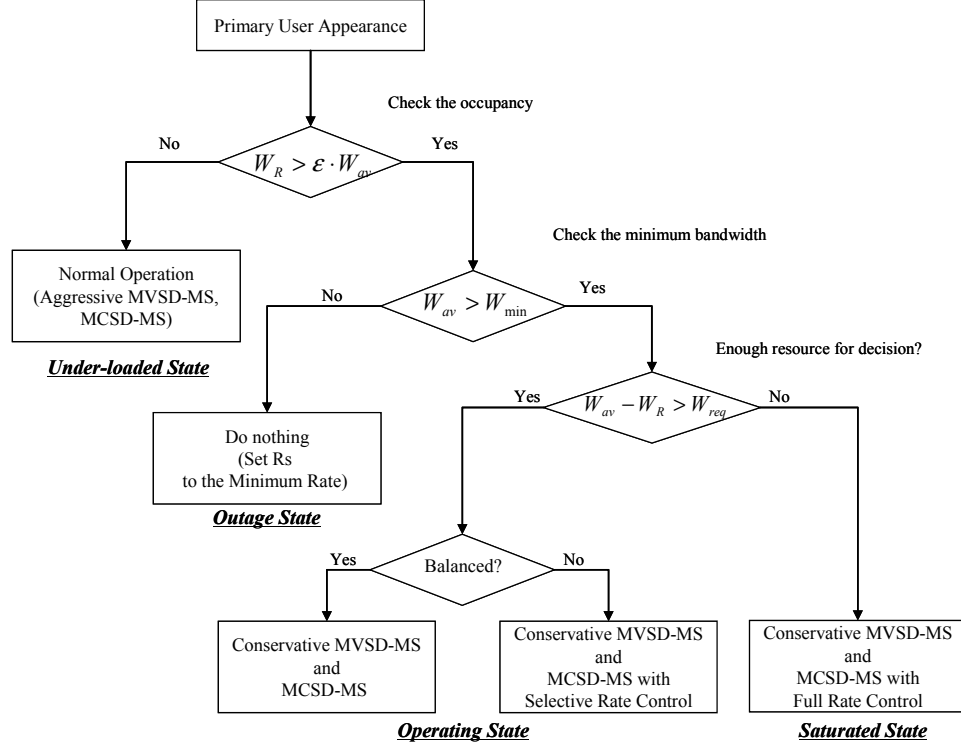 Primary User Appearance
Check the occupancy
No
Yes
W_R > ε · W_av
Check the minimum bandwidth
Normal Operation
(Aggressive MVSD-MS,
MCSD-MS)
Under-loaded State
No
Yes
W_av > W_min
Enough resource for decision?
Yes
No
W_av − W_R > W_req
Do nothing
(Set Rs
to the Minimum Rate)
Outage State
Yes
No
Balanced?
Conservative MVSD-MS
and
MCSD-MS
Conservative MVSD-MS
and
MCSD-MS with
Selective Rate Control
Operating State
Conservative MVSD-MS
and
MCSD-MS with
Full Rate Control
Saturated State